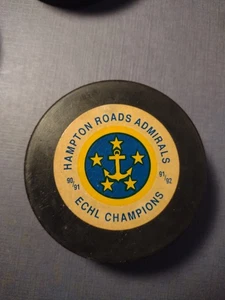 HAMPTON ROADS ADMIRALS
90/91
91/92
ECHL CHAMPIONS